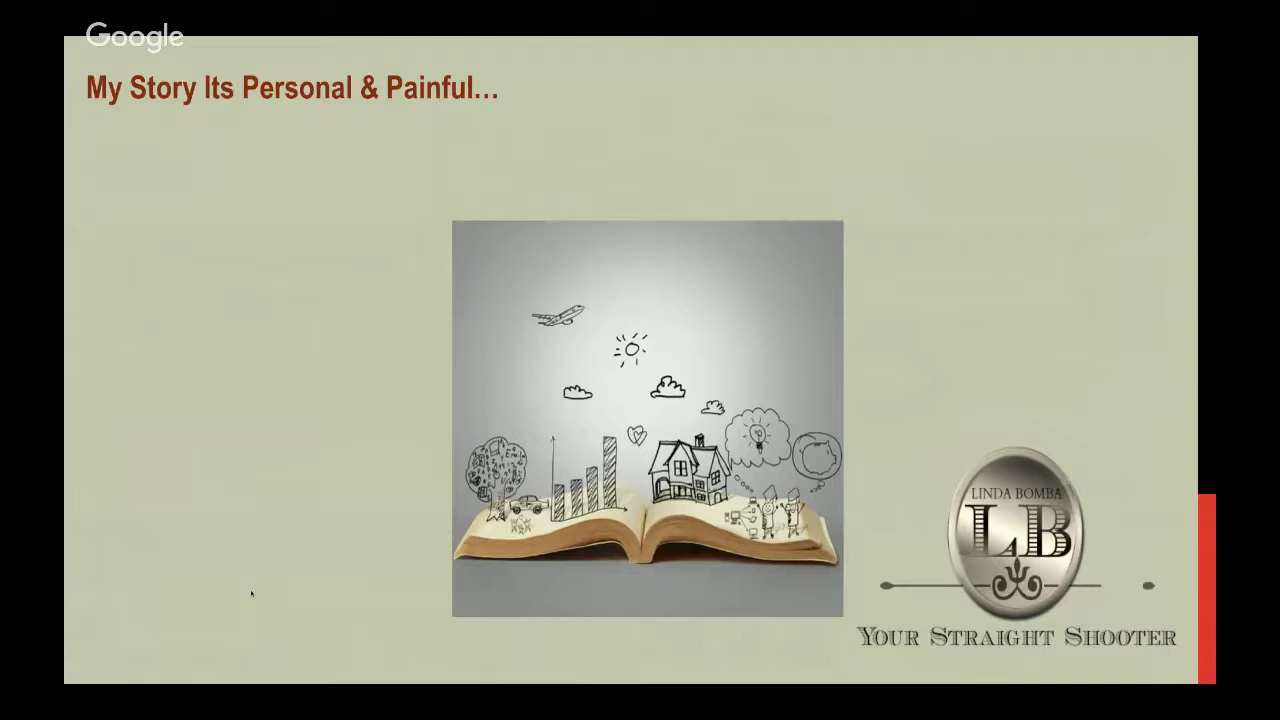 Google
My Story Its Personal & Painful...
LINDA BOMBA
LB
YOUR STRAIGHT SHOOTER